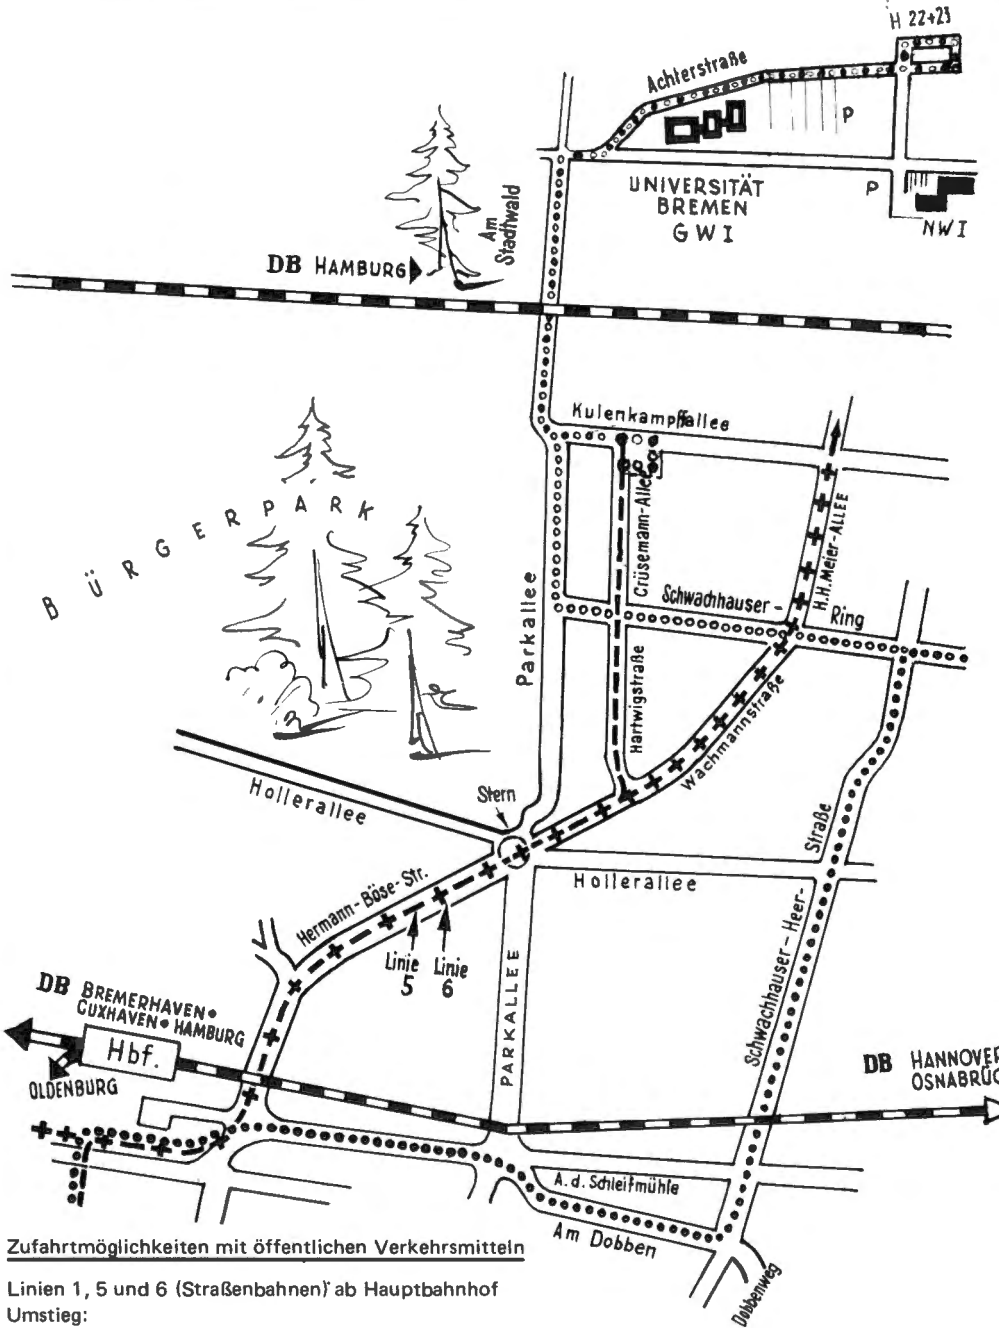 H 22+23
Achterstraße
P
UNIVERSITÄT
BREMEN
GWI
P
NWI
Am
Stadtwald
DB HAMBURG
Kulenkampffallee
BÜRGERPARK
Crüsemann-Allee
H.H.Meier-ALLEE
Schwachhauser-
Ring
Parkallee
Hartwigstraße
Wachmannstraße
Stern
Hollerallee
Hollerallee
Straße
Schwachhauser-Heer-
Hermann-Böse-Str.
Linie
5
Linie
6
PARKALLEE
DB BREMERHAVEN•
CUXHAVEN•HAMBURG
Hbf.
OLDENBURG
DB HANNOVER
OSNABRÜC
A.d.Schleifmühle
Am Dobben
Dobbenweg
Zufahrtmöglichkeiten mit öffentlichen Verkehrsmitteln
Linien 1, 5 und 6 (Straßenbahnen) ab Hauptbahnhof
Umstieg: